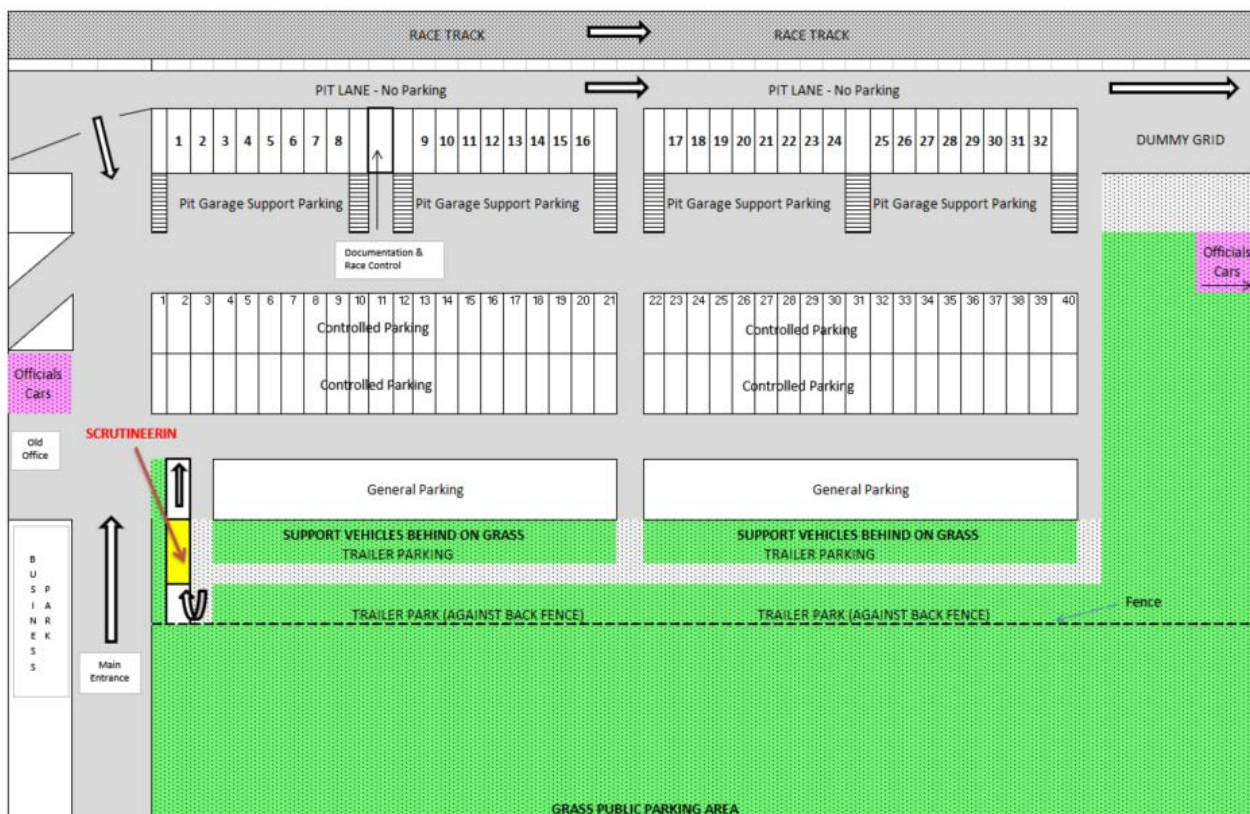 RACE TRACK RACE TRACK
PIT LANE - No Parking PIT LANE - No Parking
1 2 3 4 5 6 7 8 9 10 11 12 13 14 15 16 17 18 19 20 21 22 23 24 25 26 27 28 29 30 31 32 DUMMY GRID
Pit Garage Support Parking Pit Garage Support Parking Pit Garage Support Parking Pit Garage Support Parking
Documentation &
Race Control
Officials
Cars
1 2 3 4 5 6 7 8 9 10 11 12 13 14 15 16 17 18 19 20 21 22 23 24 25 26 27 28 29 30 31 32 33 34 35 36 37 38 39 40
Controlled Parking Controlled Parking
Officials
Cars
Controlled Parking Controlled Parking
SCRUTINEERIN
Old
Office
General Parking General Parking
SUPPORT VEHICLES BEHIND ON GRASS SUPPORT VEHICLES BEHIND ON GRASS
TRAILER PARKING TRAILER PARKING
BUSINESS
PARK
Fence
TRAILER PARK (AGAINST BACK FENCE) TRAILER PARK (AGAINST BACK FENCE)
Main
Entrance
GRASS PUBLIC PARKING AREA